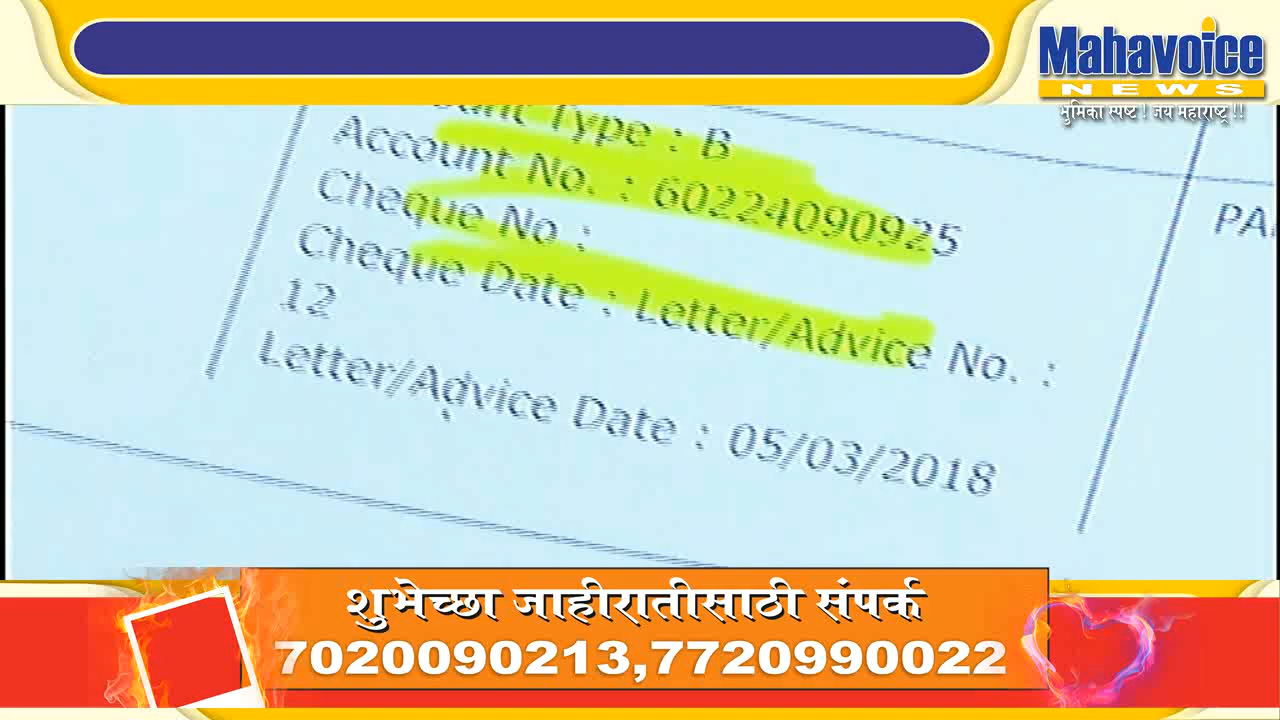 Mahavoice
NEWS
भुमिका स्पष्ट ! जय महाराष्ट्र !!
Type : B
Account No. : 60224090925
Cheque No :
Cheque Date : Letter/Advice No. :
12
Letter/Advice Date : 05/03/2018
शुभेच्छा जाहीरातीसाठी संपर्क
7020090213,7720990022